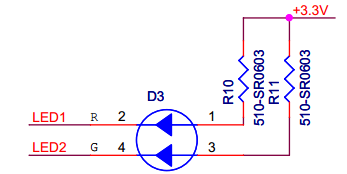 +3.3V
R10
510-SR0603
R11
510-SR0603
D3
LED1 R 2 1
LED2 G 4 3